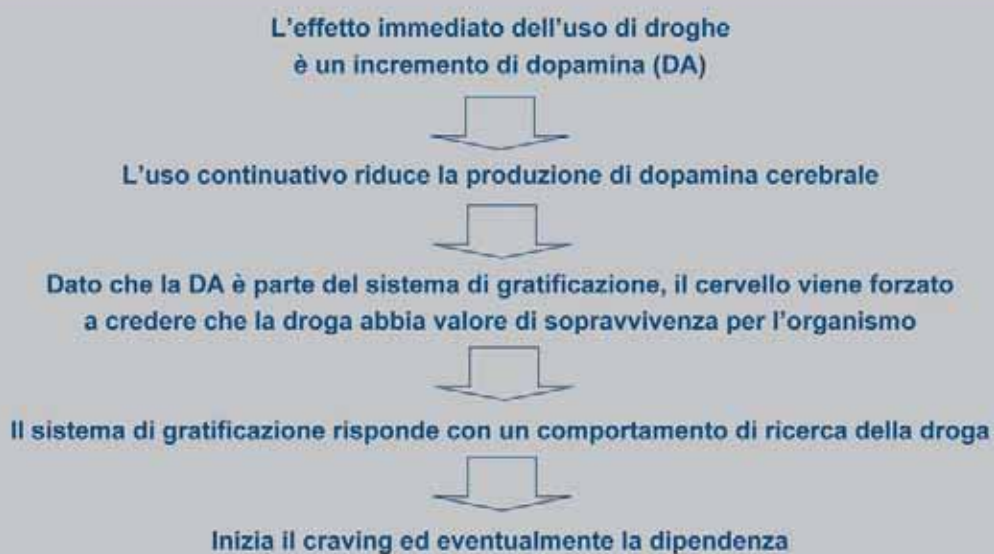 L'effetto immediato dell'uso di droghe
è un incremento di dopamina (DA)
L'uso continuativo riduce la produzione di dopamina cerebrale
Dato che la DA è parte del sistema di gratificazione, il cervello viene forzato
a credere che la droga abbia valore di sopravvivenza per l'organismo
Il sistema di gratificazione risponde con un comportamento di ricerca della droga
Inizia il craving ed eventualmente la dipendenza